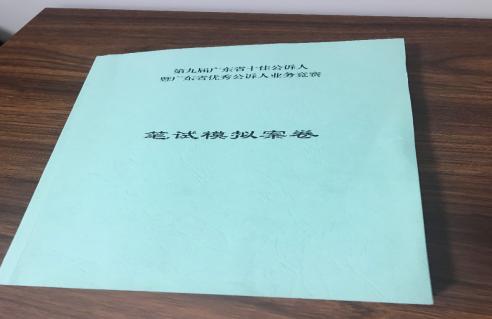 第九届广东省十佳公诉人
暨广东省优秀公诉人业务竞赛
笔试模拟案卷